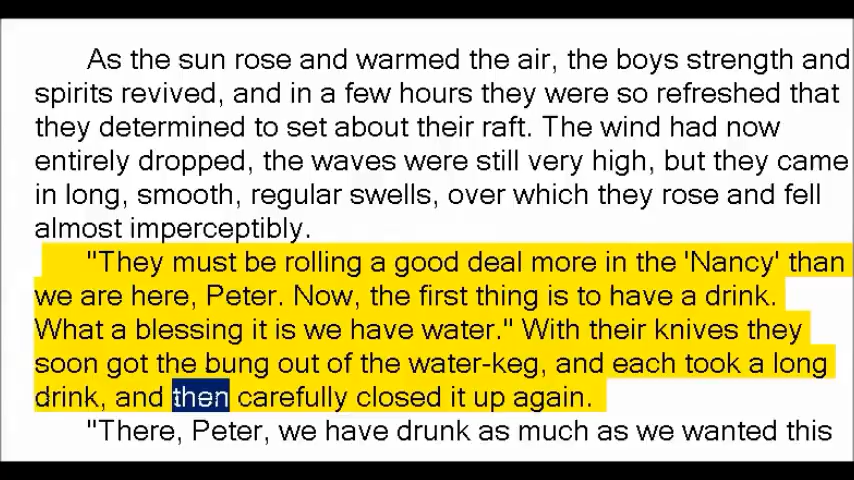 As the sun rose and warmed the air, the boys strength and
spirits revived, and in a few hours they were so refreshed that
they determined to set about their raft. The wind had now
entirely dropped, the waves were still very high, but they came
in long, smooth, regular swells, over which they rose and fell
almost imperceptibly.
"They must be rolling a good deal more in the 'Nancy' than
we are here, Peter. Now, the first thing is to have a drink.
What a blessing it is we have water." With their knives they
soon got the bung out of the water-keg, and each took a long
drink, and then carefully closed it up again.
"There, Peter, we have drunk as much as we wanted this